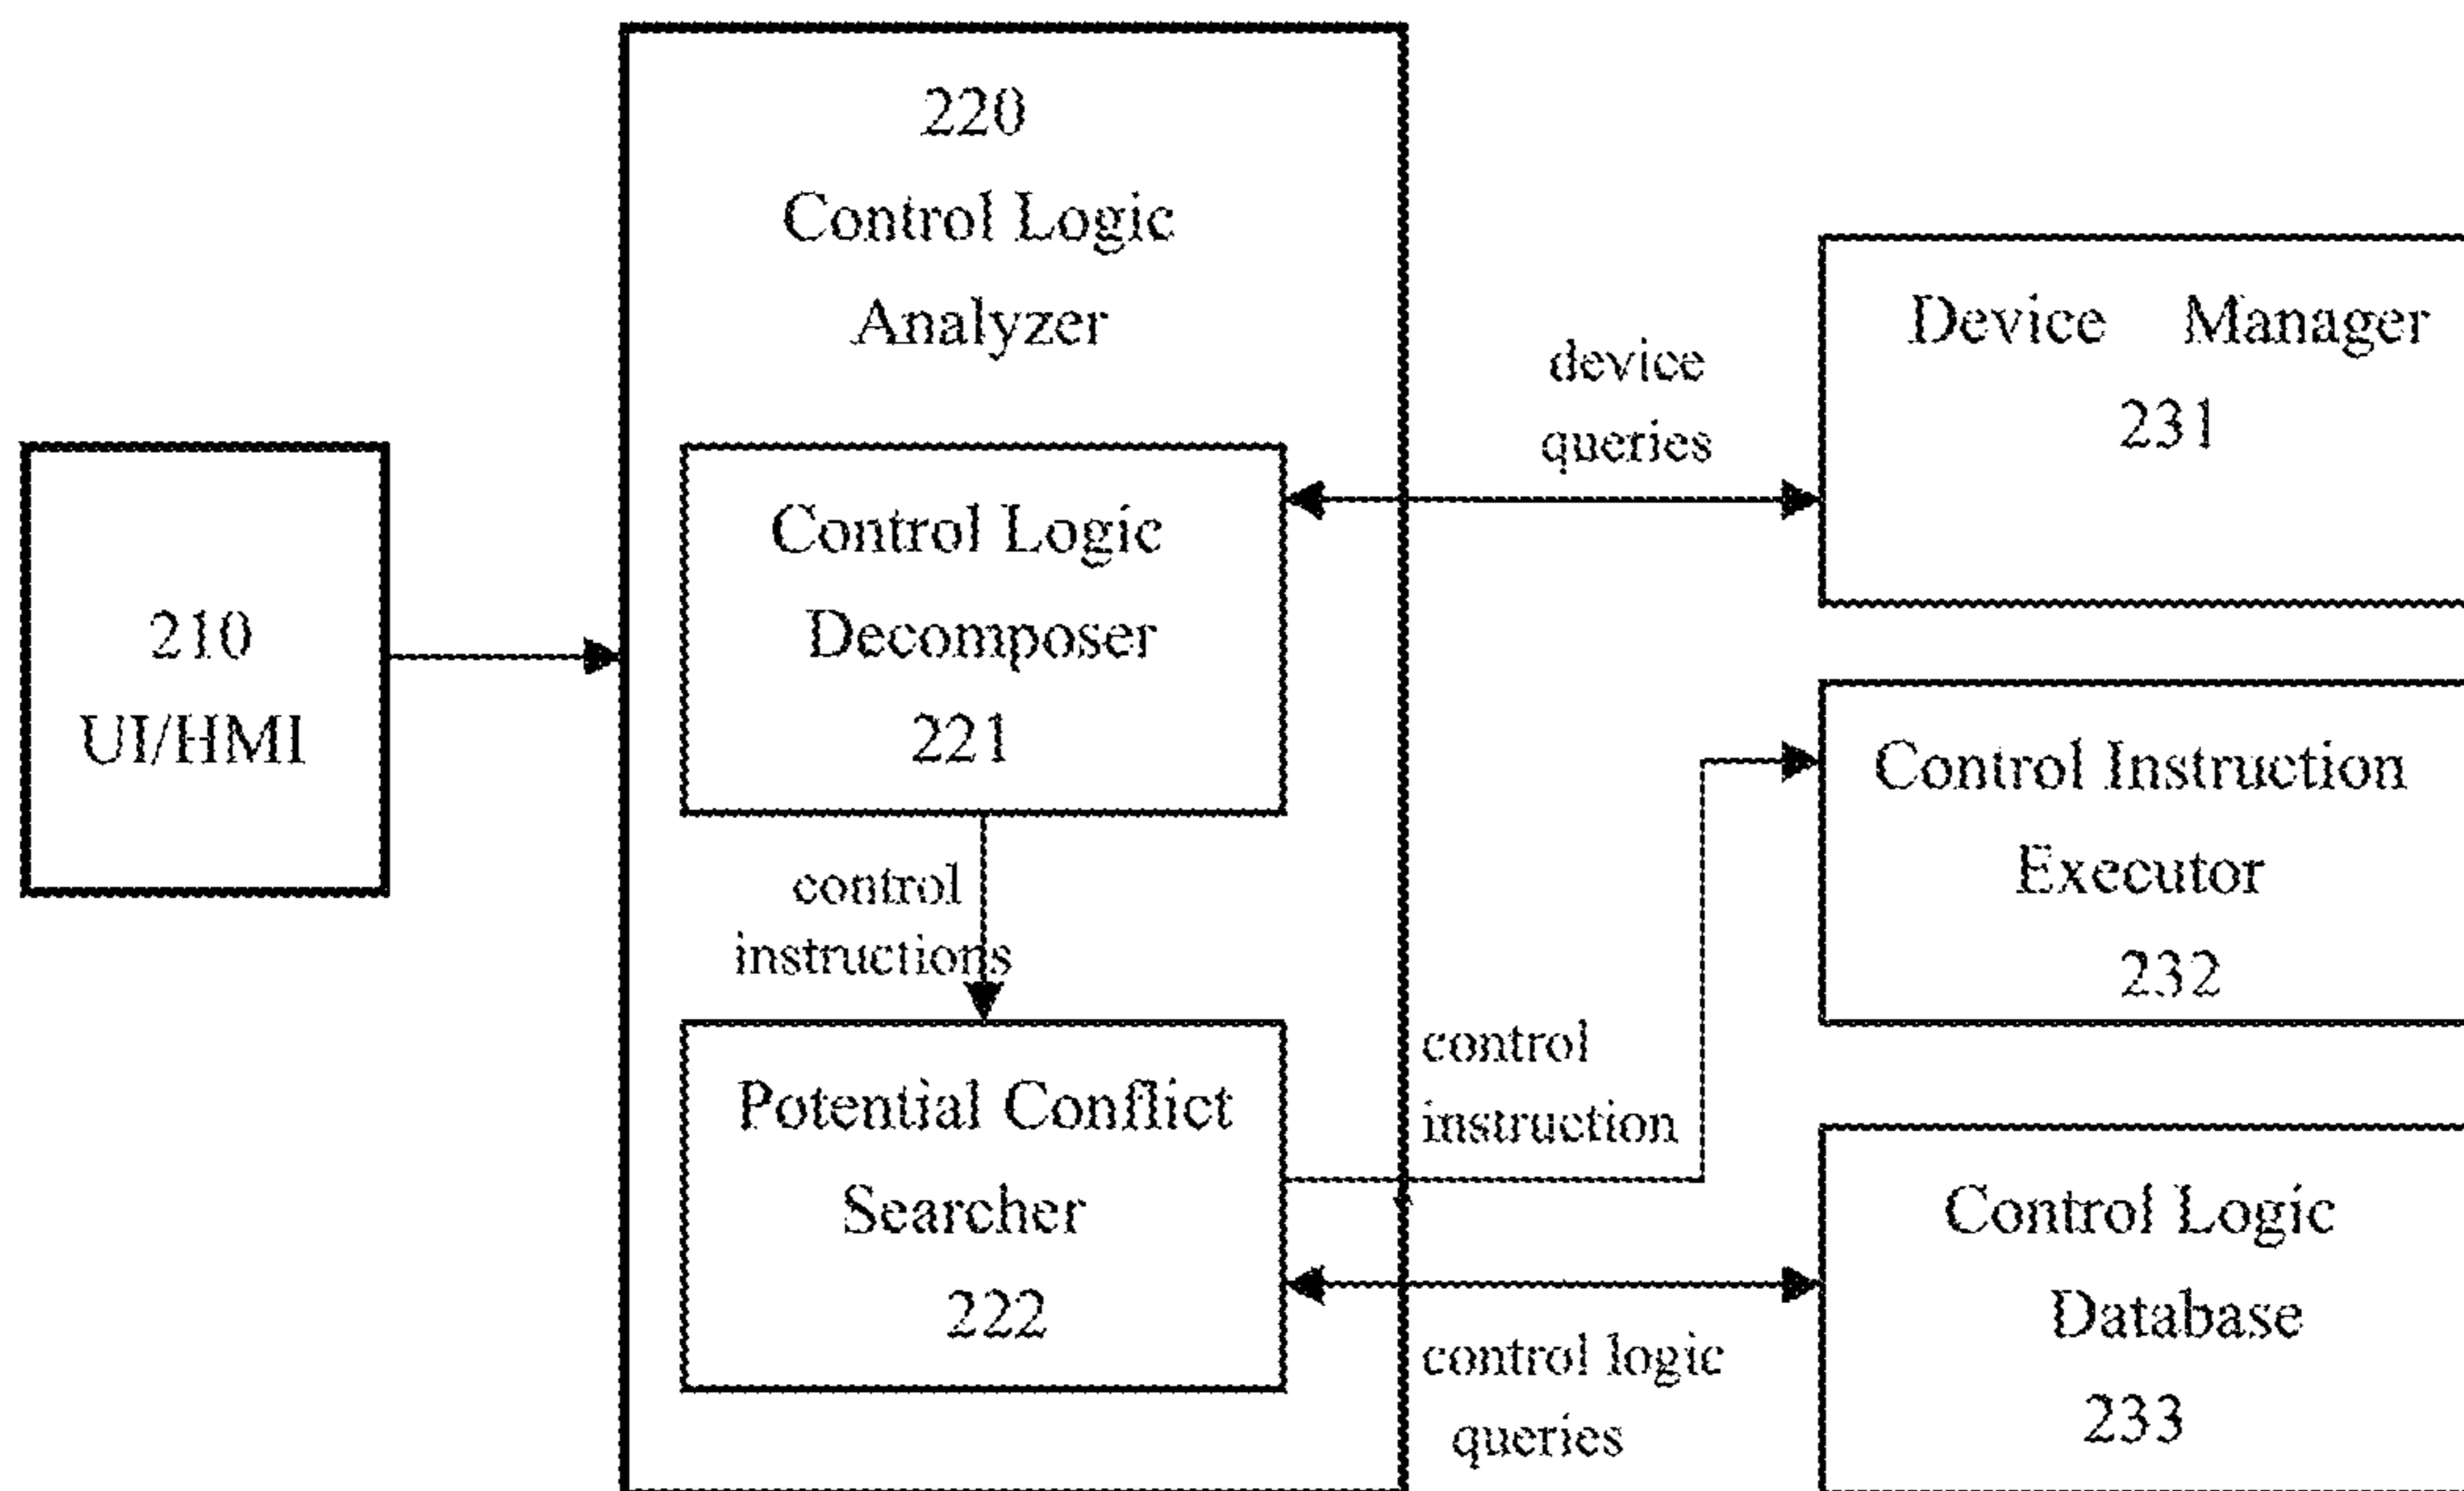 210
UI/HMI
220
Control Logic
Analyzer
Control Logic
Decomposer
221
control
instructions
Potential Conflict
Searcher
222
device
queries
control
instruction
control logic
queries
Device Manager
231
Control Instruction
Executor
232
Control Logic
Database
233